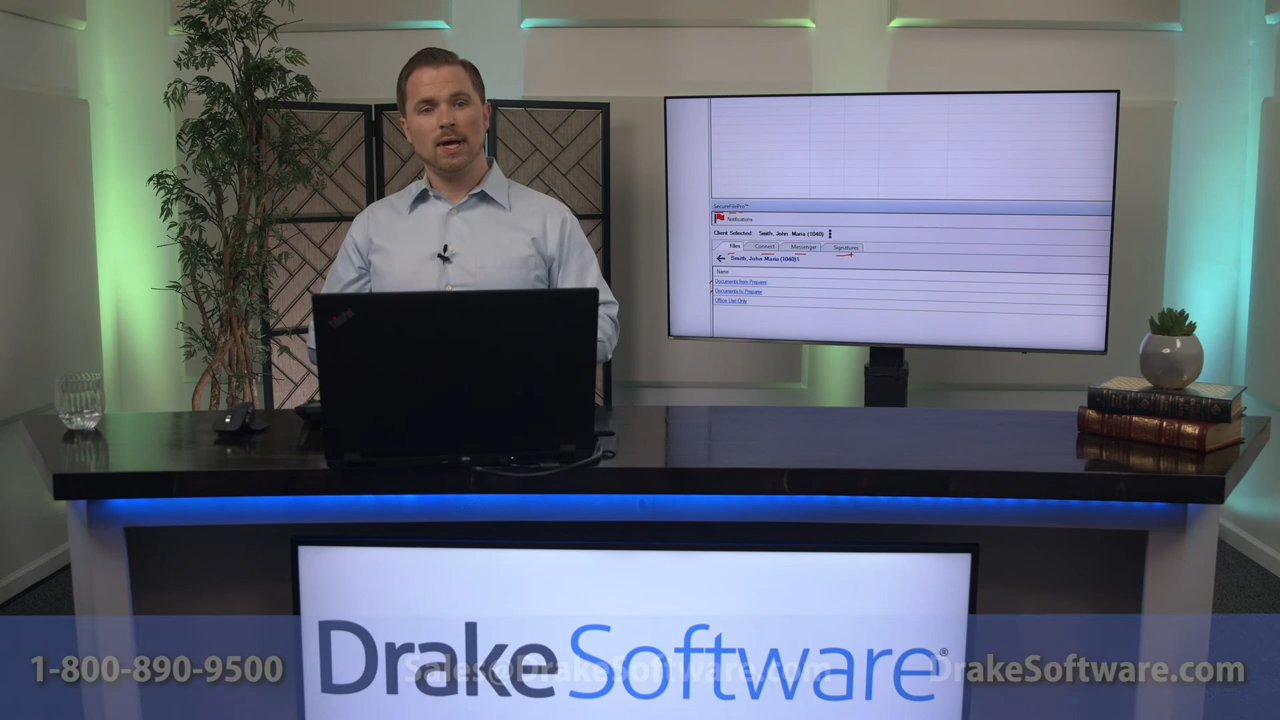 SecureFilePro™
Notifications
Client Selected: Smith, John Maria (1040)
Files Connect Messenger Signatures
Smith, John Maria (1040)\
Name
Documents from Preparer
Documents to Preparer
Office Use Only
DrakeSoftware®
1-800-890-9500 Sales@DrakeSoftware.com DrakeSoftware.com